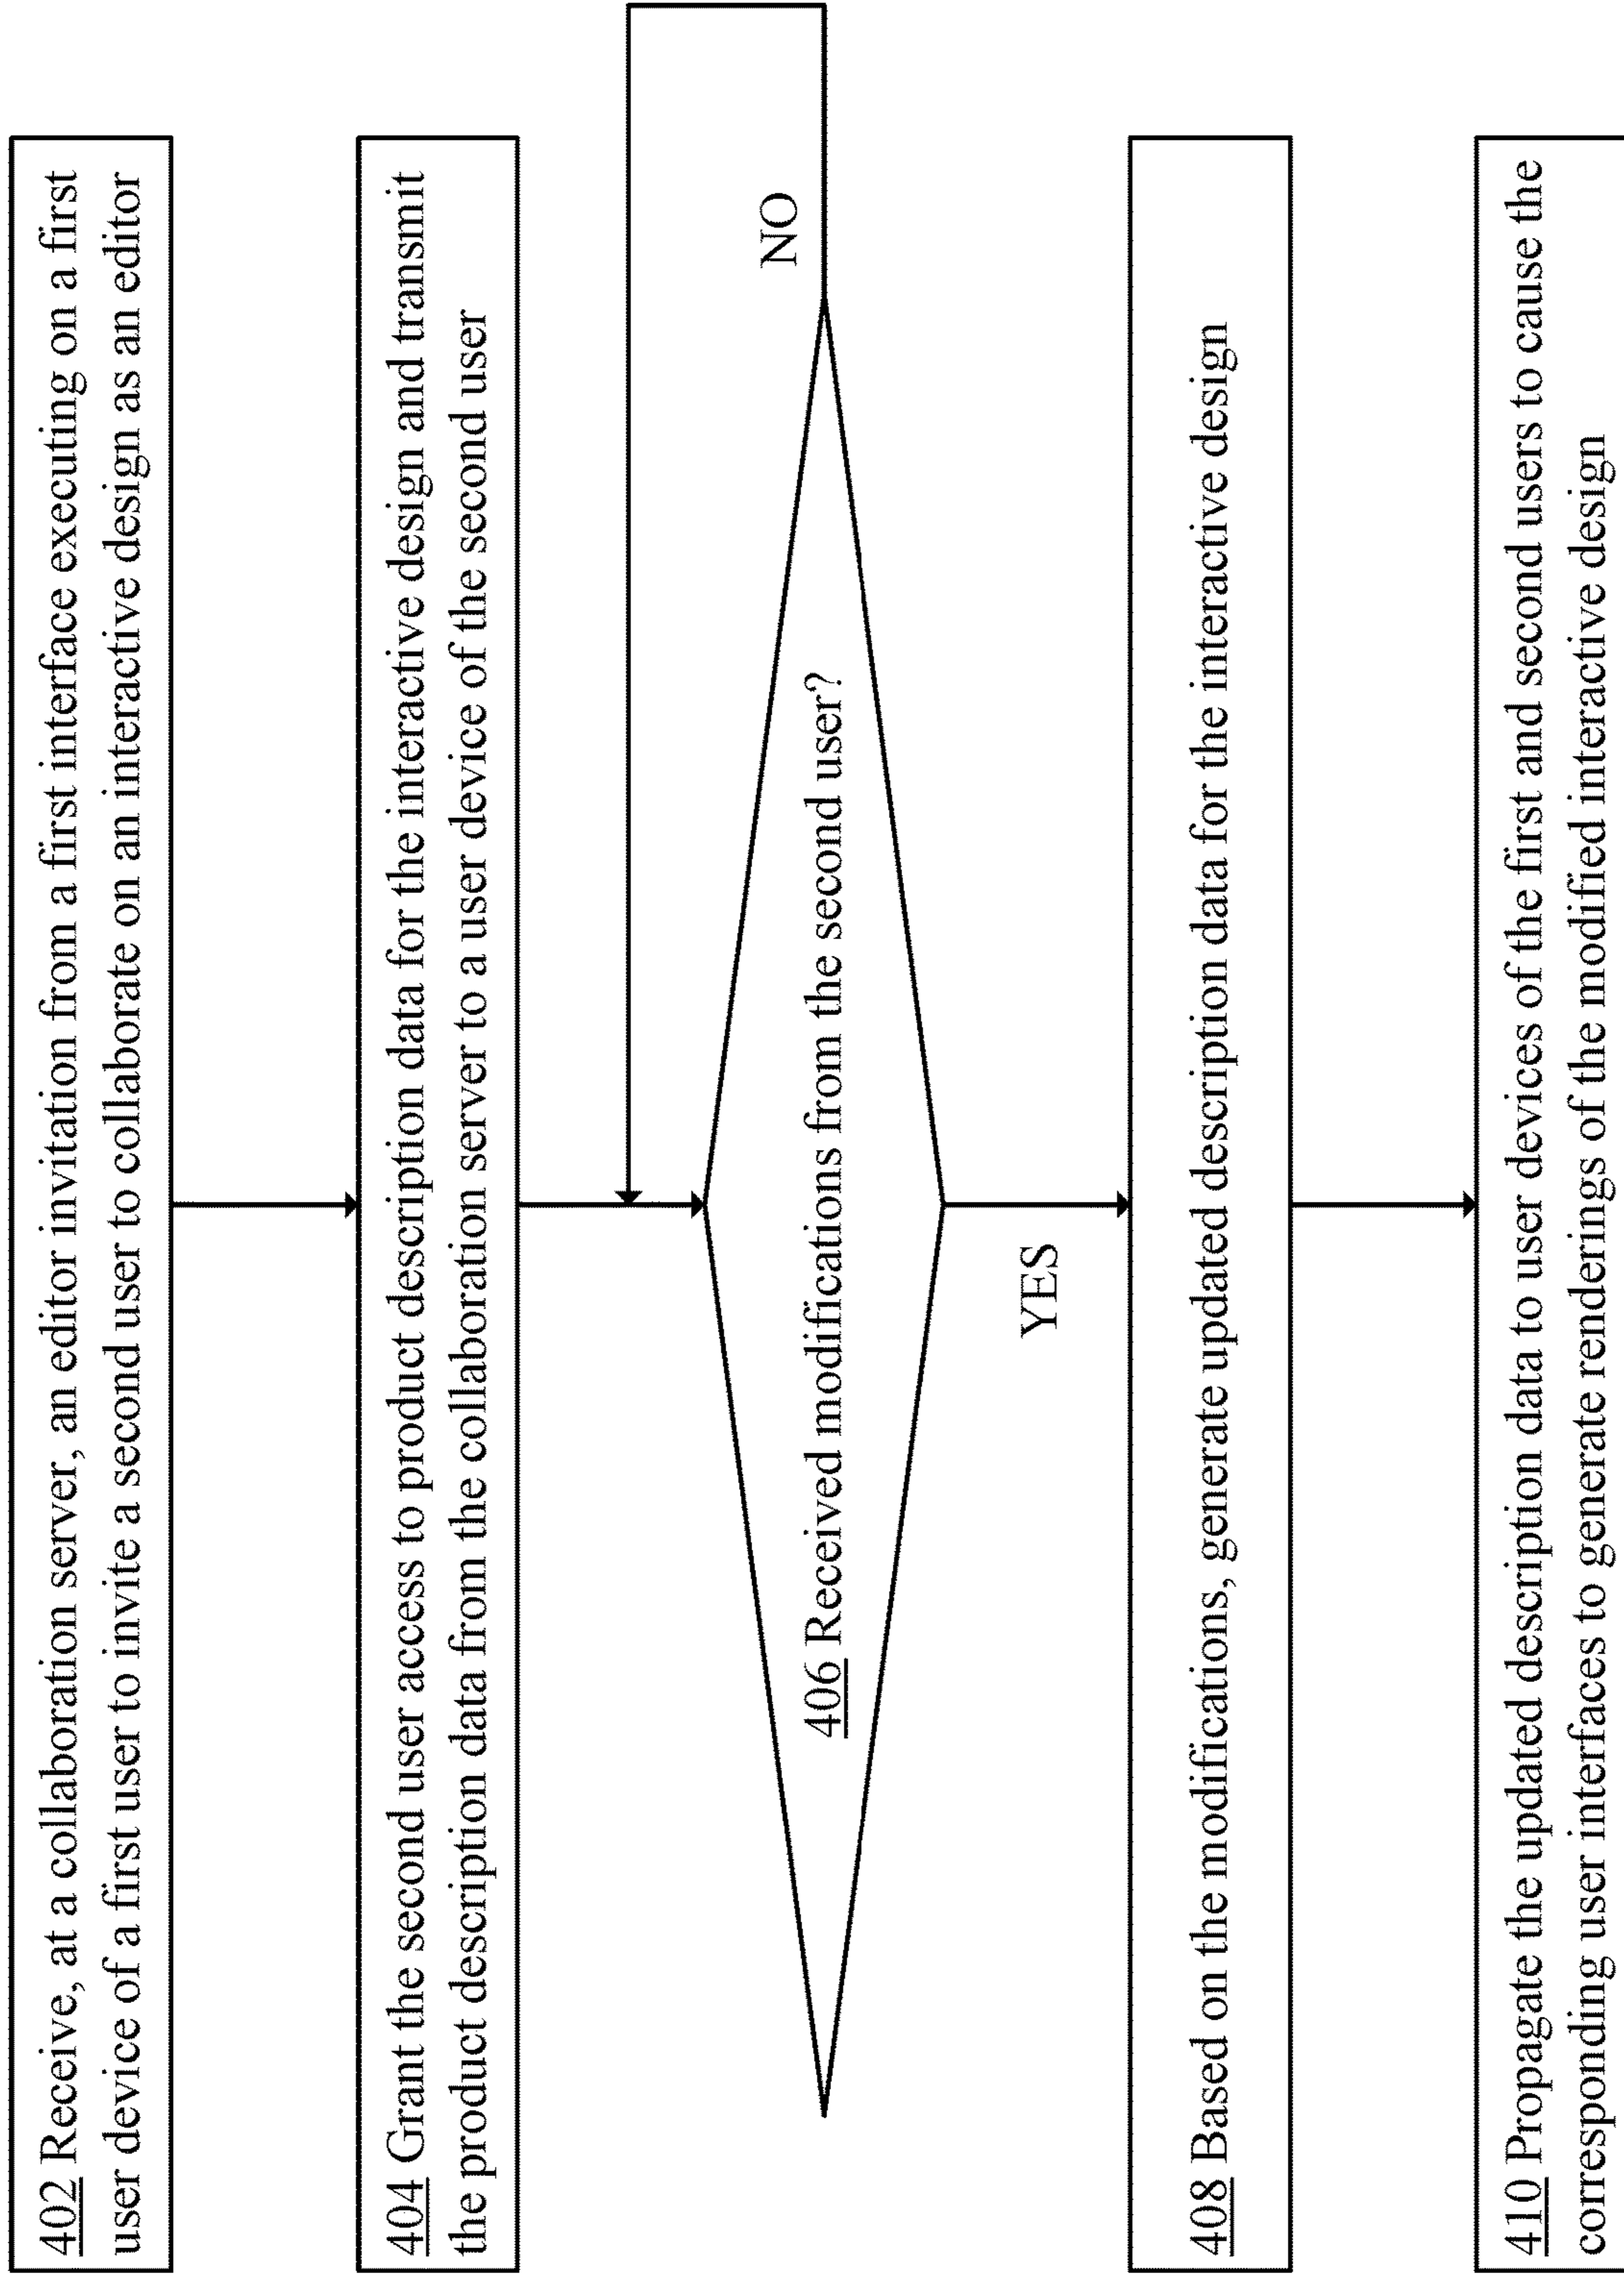 402 Receive, at a collaboration server, an editor invitation from a first interface executing on a first
user device of a first user to invite a second user to collaborate on an interactive design as an editor
404 Grant the second user access to product description data for the interactive design and transmit
the product description data from the collaboration server to a user device of the second user
406 Received modifications from the second user?
NO
YES
408 Based on the modifications, generate updated description data for the interactive design
410 Propagate the updated description data to user devices of the first and second users to cause the
corresponding user interfaces to generate renderings of the modified interactive design